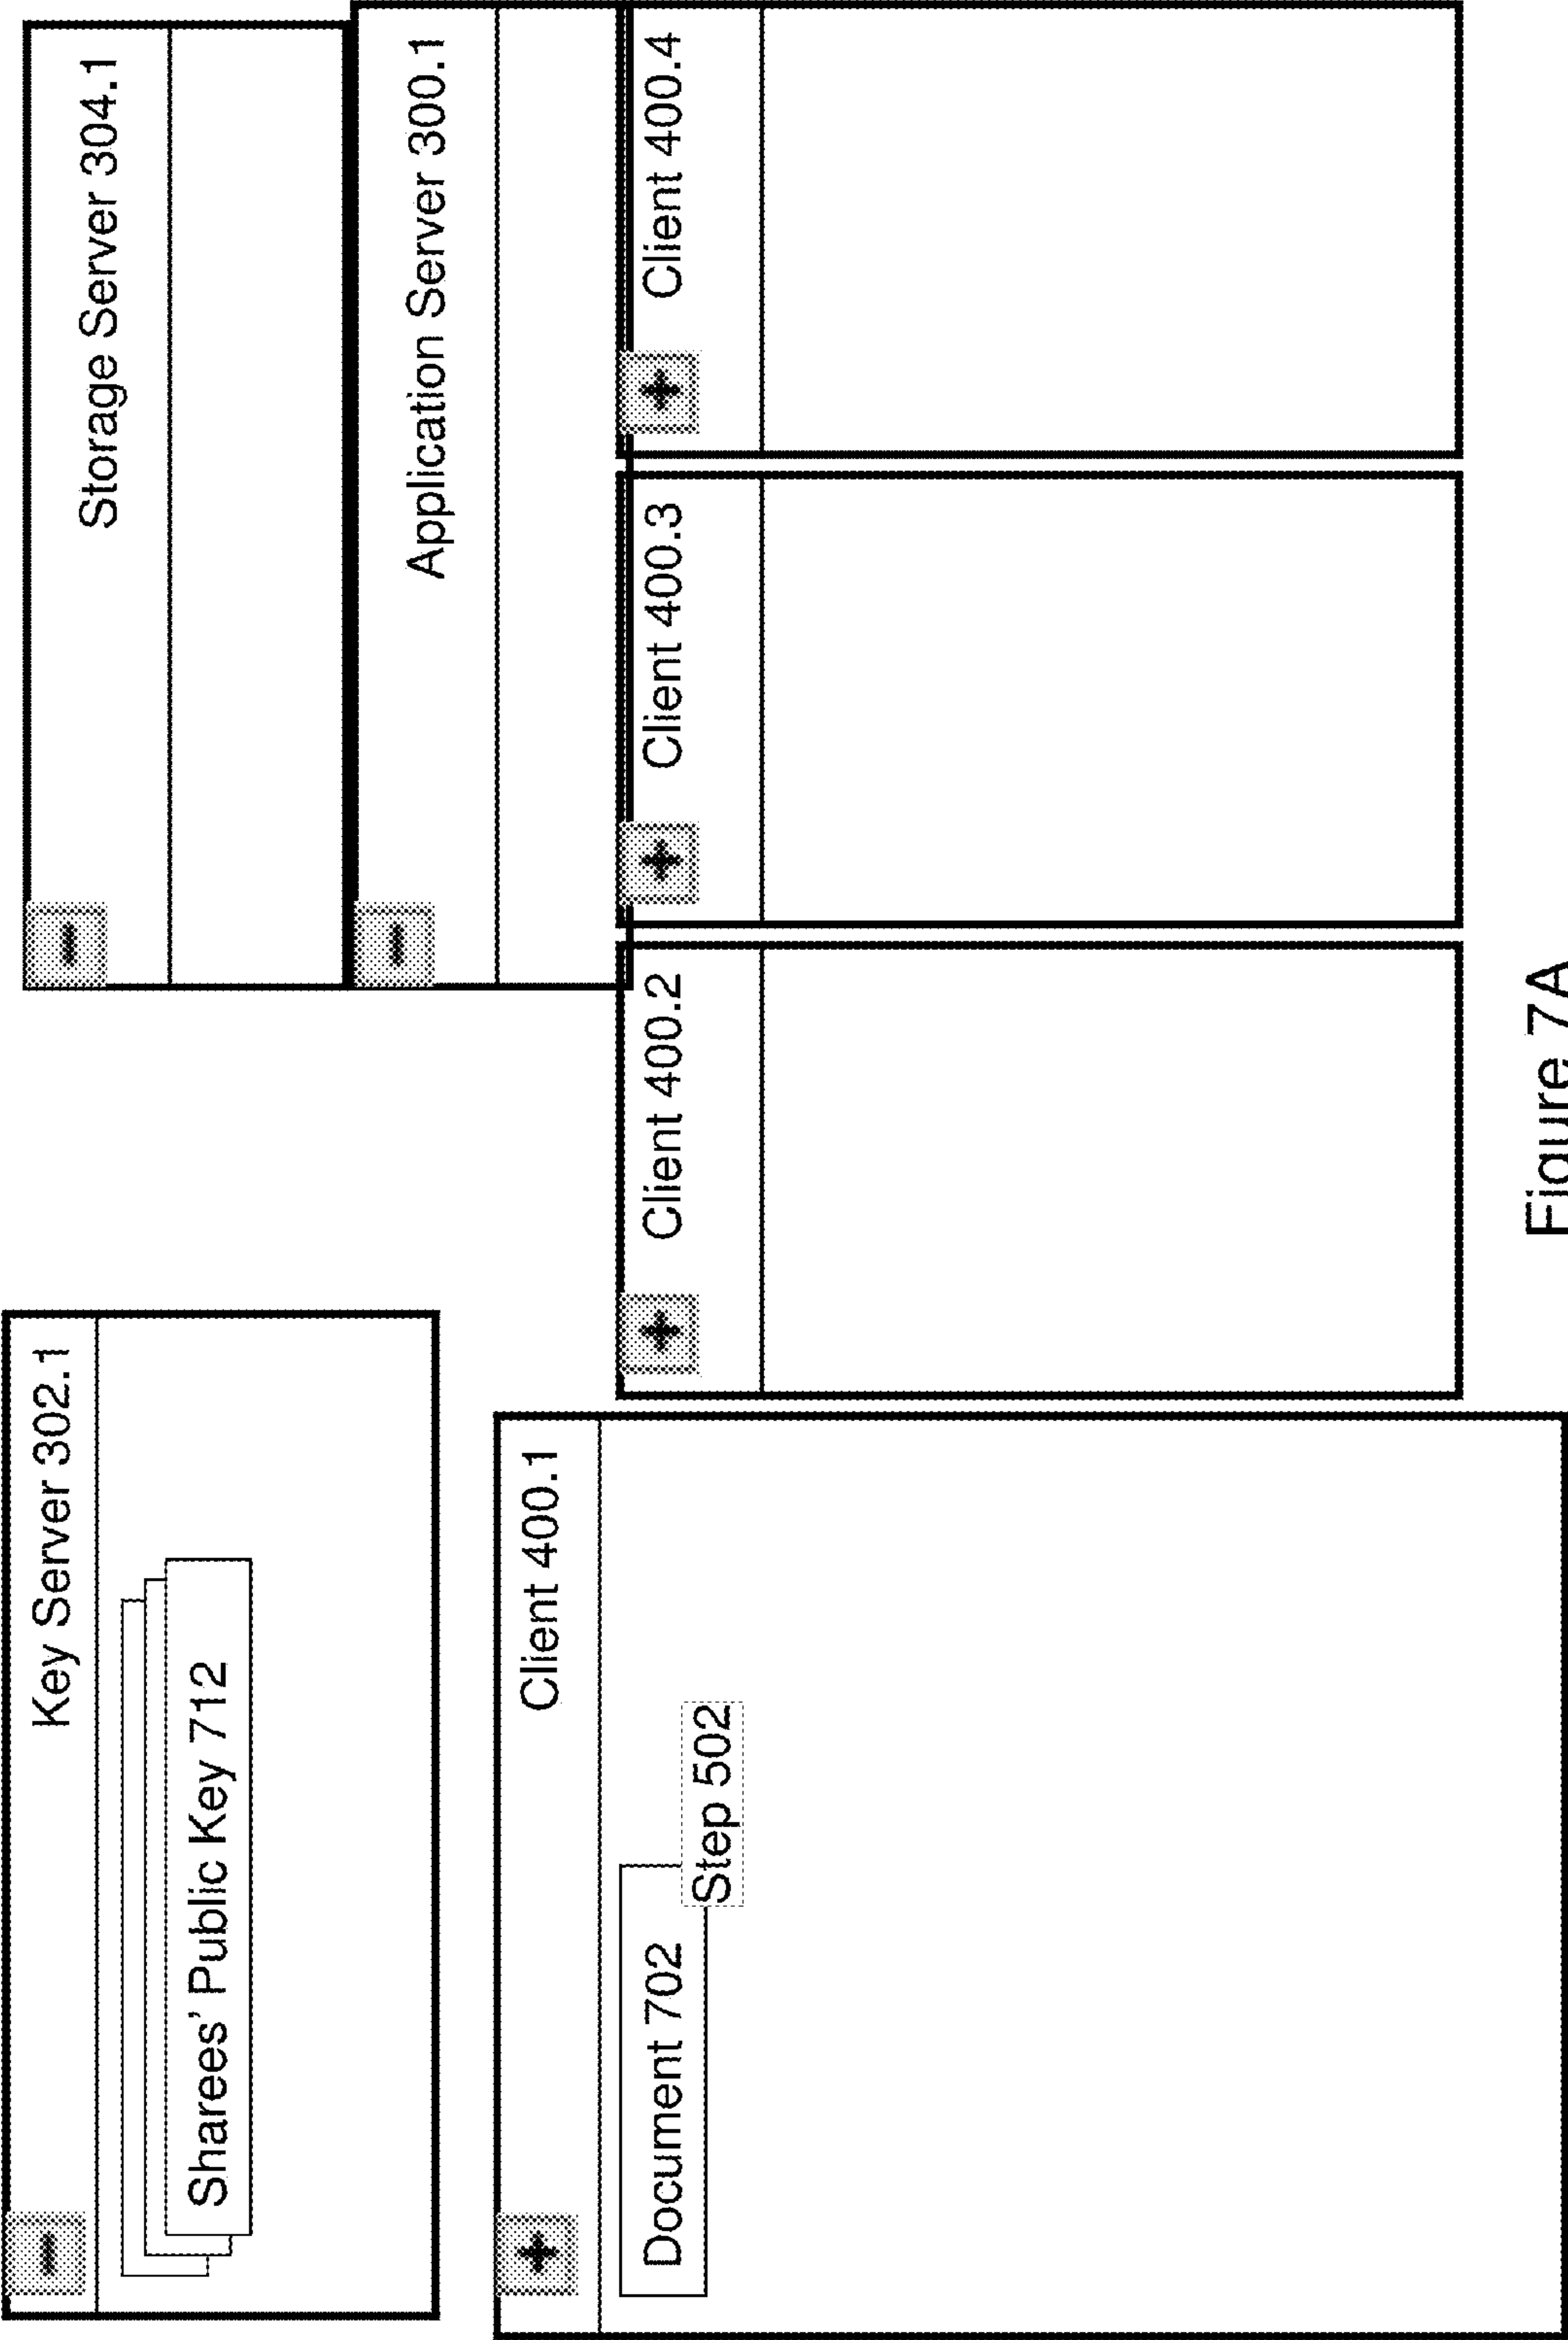 Key Server 302.1
Sharees' Public Key 712
Storage Server 304.1
Application Server 300.1
Client 400.1
Document 702
Step 502
Client 400.2
Client 400.3
Client 400.4
Figure 7A